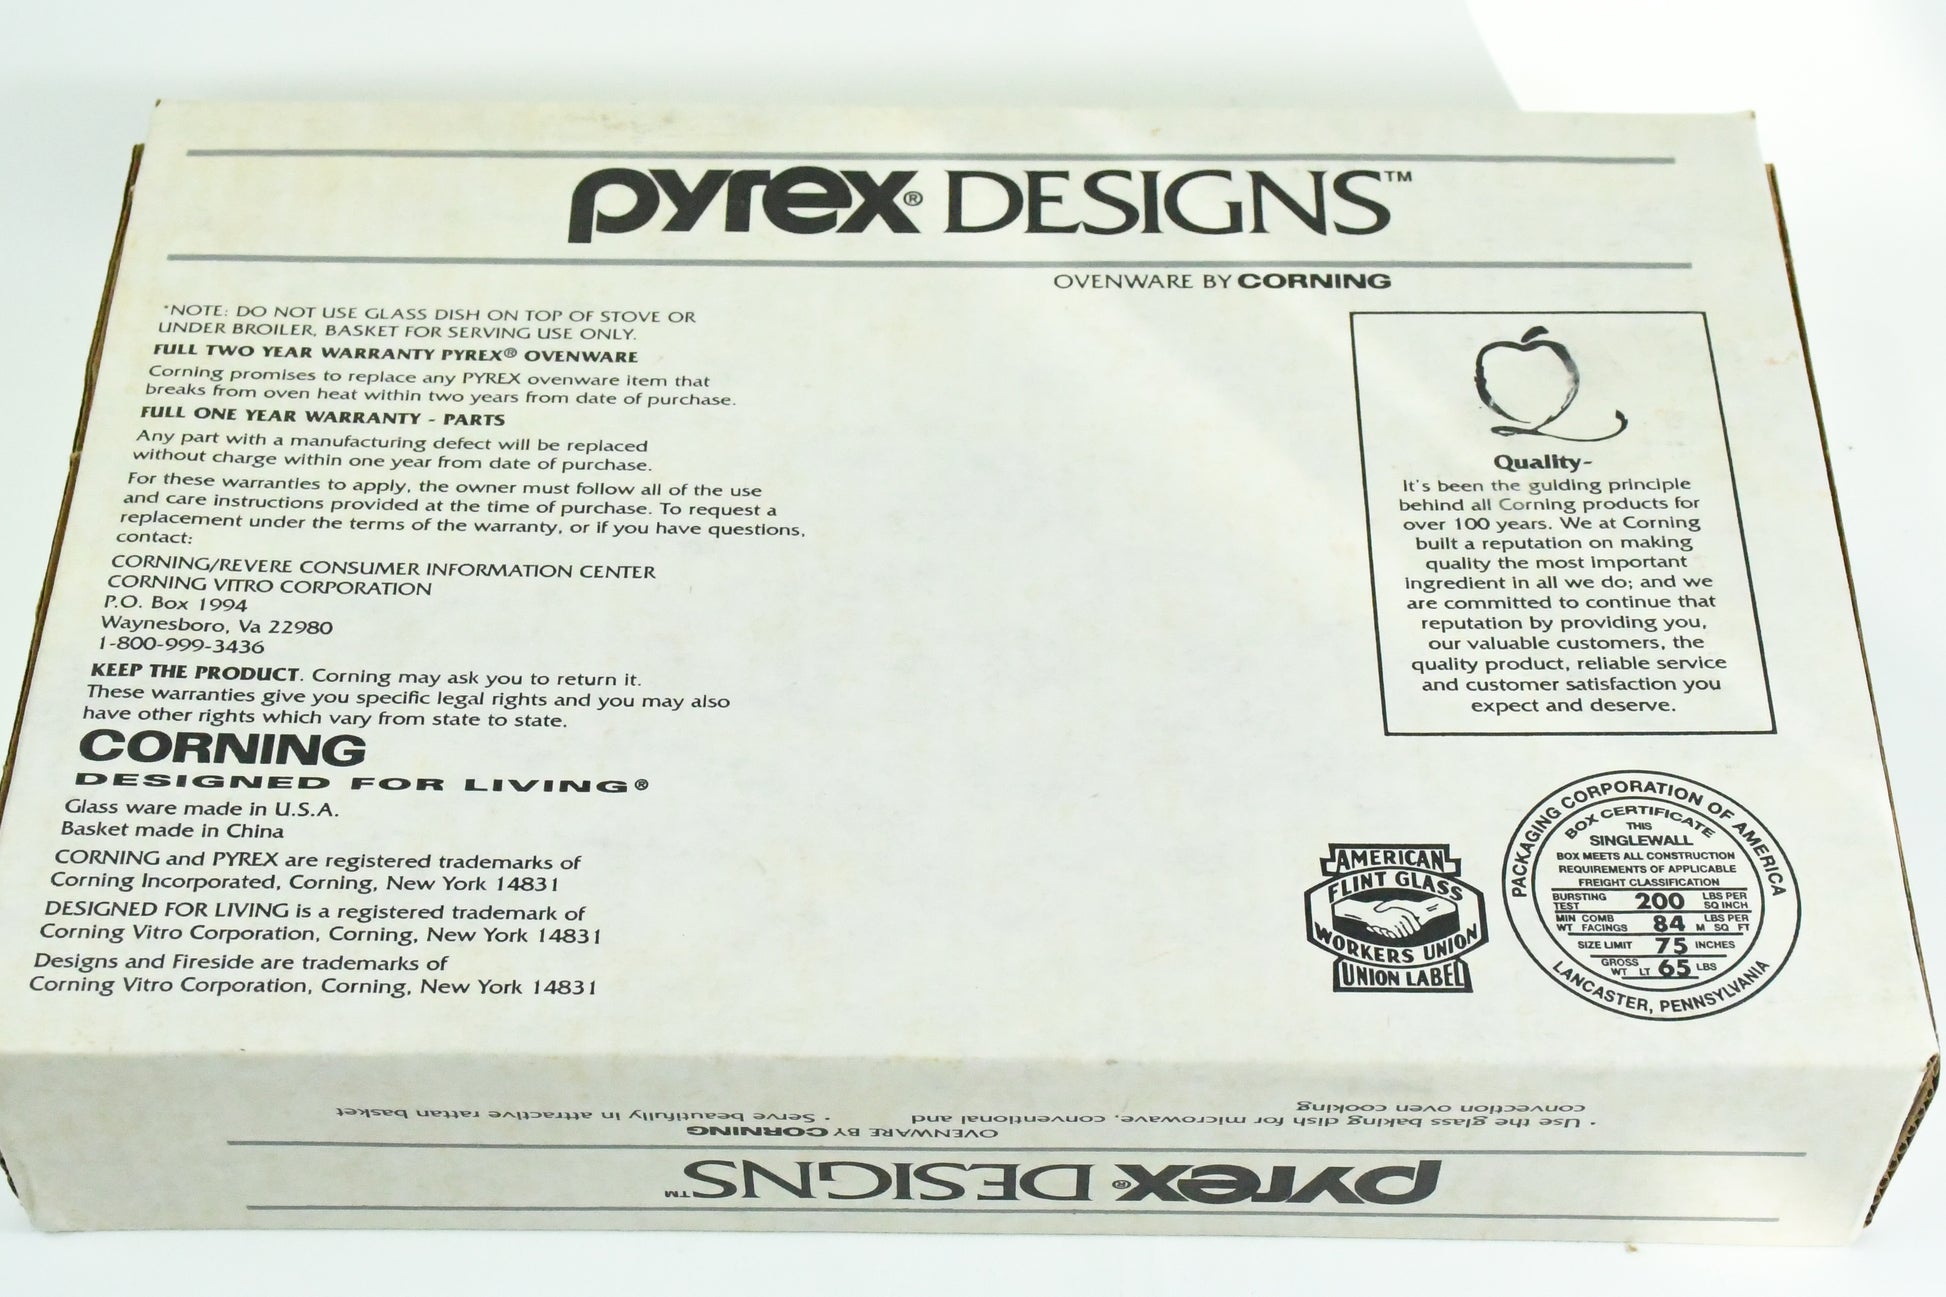 pyrex® DESIGNS™
OVENWARE BY CORNING
*NOTE: DO NOT USE GLASS DISH ON TOP OF STOVE OR
UNDER BROILER, BASKET FOR SERVING USE ONLY.
FULL TWO YEAR WARRANTY PYREX® OVENWARE
Corning promises to replace any PYREX ovenware item that
breaks from oven heat within two years from date of purchase.
FULL ONE YEAR WARRANTY - PARTS
Any part with a manufacturing defect will be replaced
without charge within one year from date of purchase.
For these warranties to apply, the owner must follow all of the use
and care instructions provided at the time of purchase. To request a
replacement under the terms of the warranty, or if you have questions,
contact:
CORNING/REVERE CONSUMER INFORMATION CENTER
CORNING VITRO CORPORATION
P.O. Box 1994
Waynesboro, Va 22980
1-800-999-3436
KEEP THE PRODUCT. Corning may ask you to return it.
These warranties give you specific legal rights and you may also
have other rights which vary from state to state.
CORNING
DESIGNED FOR LIVING®
Glass ware made in U.S.A.
Basket made in China
CORNING and PYREX are registered trademarks of
Corning Incorporated, Corning, New York 14831
DESIGNED FOR LIVING is a registered trademark of
Corning Vitro Corporation, Corning, New York 14831
Designs and Fireside are trademarks of
Corning Vitro Corporation, Corning, New York 14831
Quality-
It's been the guiding principle
behind all Corning products for
over 100 years. We at Corning
built a reputation on making
quality the most important
ingredient in all we do; and we
are committed to continue that
reputation by providing you,
our valuable customers, the
quality product, reliable service
and customer satisfaction you
expect and deserve.
AMERICAN
FLINT GLASS
WORKERS UNION
UNION LABEL
PACKAGING CORPORATION OF AMERICA
BOX CERTIFICATE
THIS
SINGLEWALL
BOX MEETS ALL CONSTRUCTION
REQUIREMENTS OF APPLICABLE
FREIGHT CLASSIFICATION
BURSTING TEST 200 LBS PER SQ INCH
MIN COMB WT FACINGS 84 LBS PER M SQ FT
SIZE LIMIT 75 INCHES
GROSS WT LT 65 LBS
LANCASTER, PENNSYLVANIA
pyrex® DESIGNS™
OVENWARE BY CORNING
• Use the glass baking dish for microwave, conventional and
convection oven cooking
• Serve beautifully in attractive rattan basket